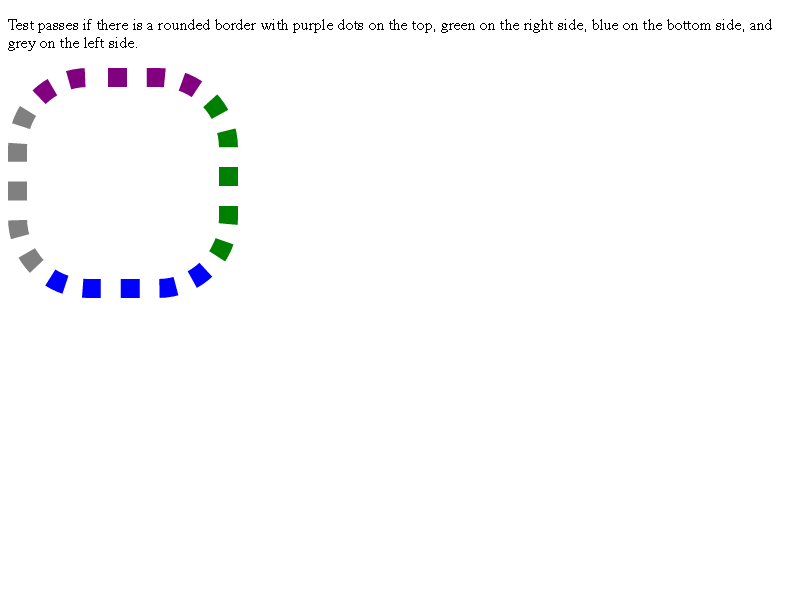 Test passes if there is a rounded border with purple dots on the top, green on the right side, blue on the bottom side, and
grey on the left side.